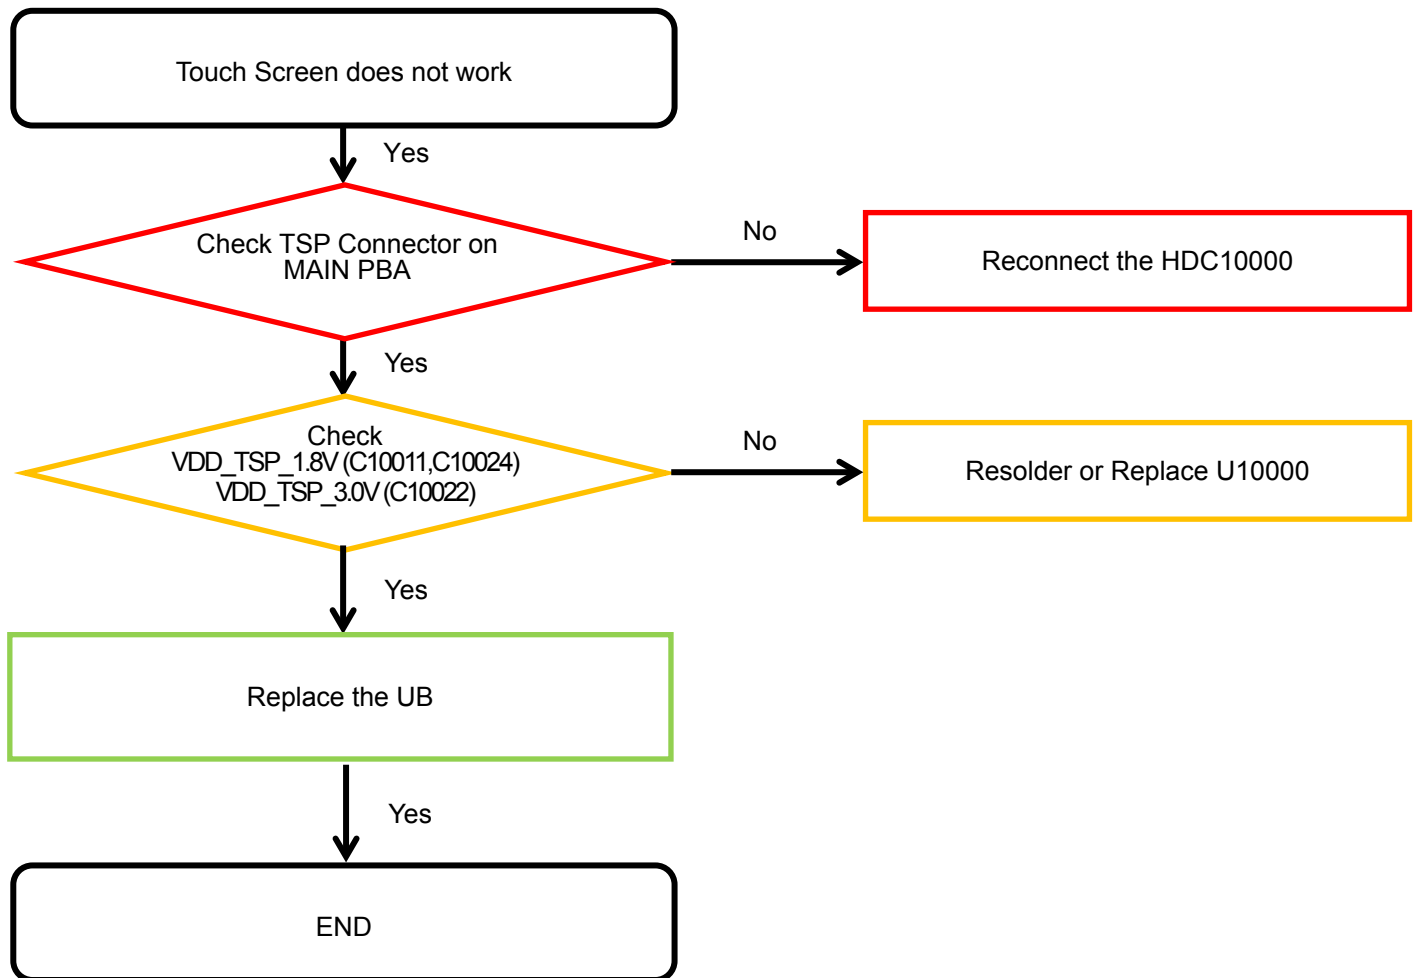 Touch Screen does not work
Yes
Check TSP Connector on
MAIN PBA
No
Reconnect the HDC10000
Yes
Check
VDD_TSP_1.8V (C10011,C10024)
VDD_TSP_3.0V (C10022)
No
Resolder or Replace U10000
Yes
Replace the UB
Yes
END